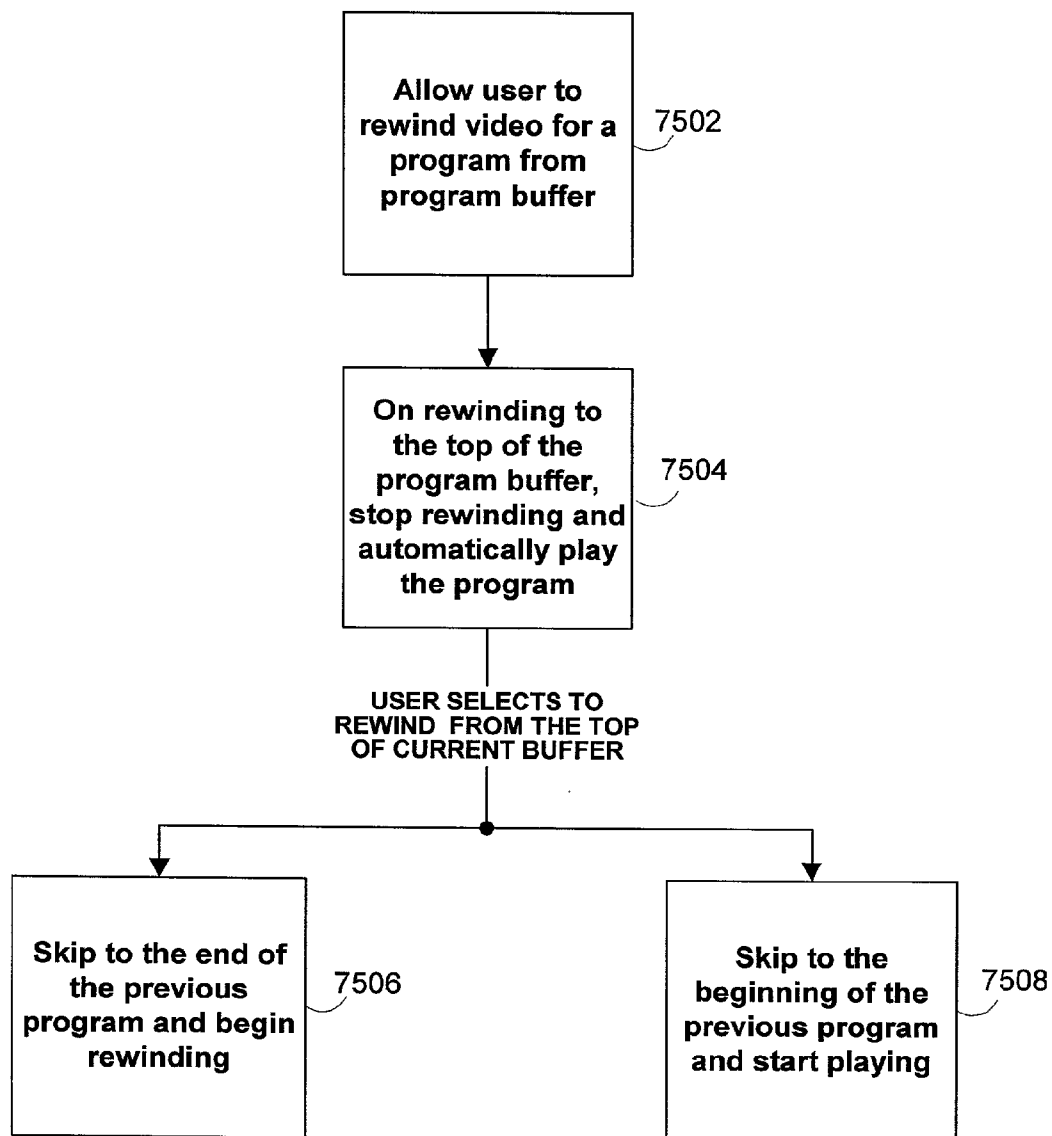 Allow user to
rewind video for a
program from
program buffer
7502
On rewinding to
the top of the
program buffer,
stop rewinding and
automatically play
the program
7504
USER SELECTS TO
REWIND FROM THE TOP
OF CURRENT BUFFER
Skip to the end of
the previous
program and begin
rewinding
7506
Skip to the
beginning of the
previous program
and start playing
7508